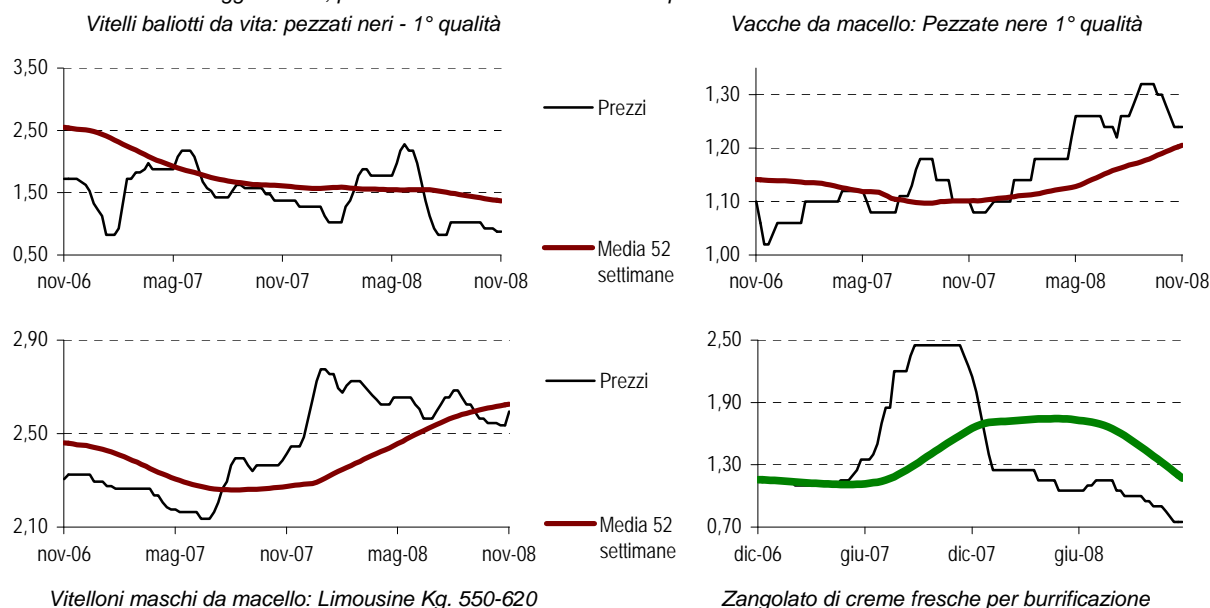 Vitelli baliotti da vita: pezzati neri - 1° qualità
Vacche da macello: Pezzate nere 1° qualità
3,50
2,50
1,50
0,50
nov-06
mag-07
nov-07
mag-08
nov-08
Prezzi
Media 52
settimane
1,30
1,20
1,10
1,00
nov-06
mag-07
nov-07
mag-08
nov-08
2,90
2,50
2,10
nov-06
mag-07
nov-07
mag-08
nov-08
Prezzi
Media 52
settimane
2,50
1,90
1,30
0,70
dic-06
giu-07
dic-07
giu-08
Vitelloni maschi da macello: Limousine Kg. 550-620
Zangolato di creme fresche per burrificazione